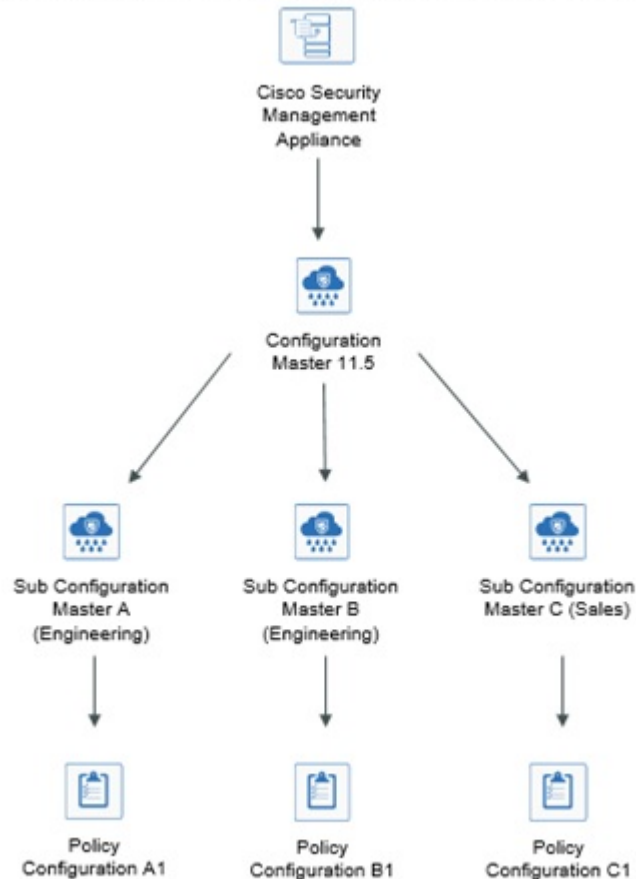 Cisco Security
Management
Appliance
Configuration
Master 11.5
Sub Configuration
Master A
(Engineering)
Sub Configuration
Master B
(Engineering)
Sub Configuration
Master C (Sales)
Policy
Configuration A1
Policy
Configuration B1
Policy
Configuration C1